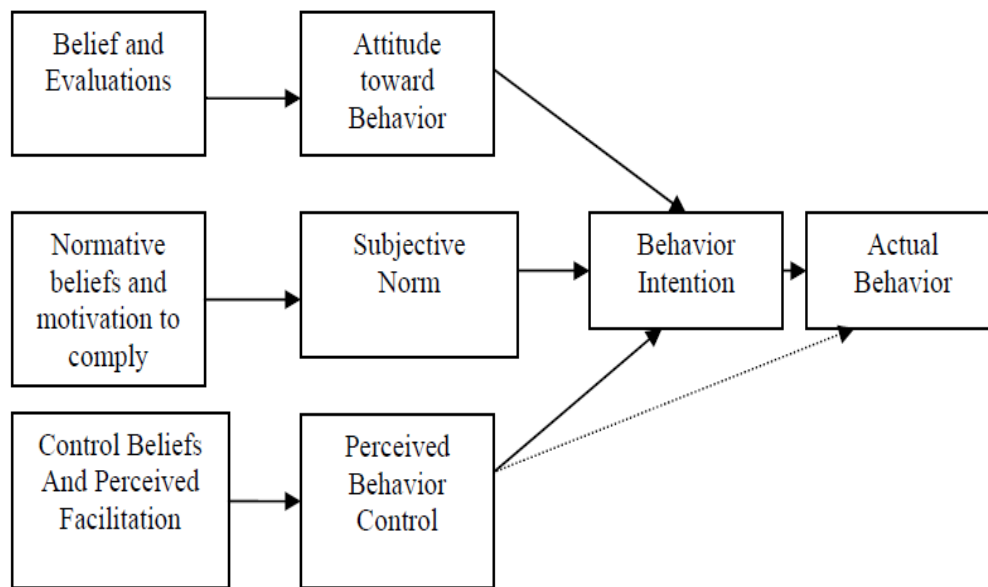 Belief and
Evaluations
Attitude
toward
Behavior
Normative
beliefs and
motivation to
comply
Subjective
Norm
Behavior
Intention
Actual
Behavior
Control Beliefs
And Perceived
Facilitation
Perceived
Behavior
Control